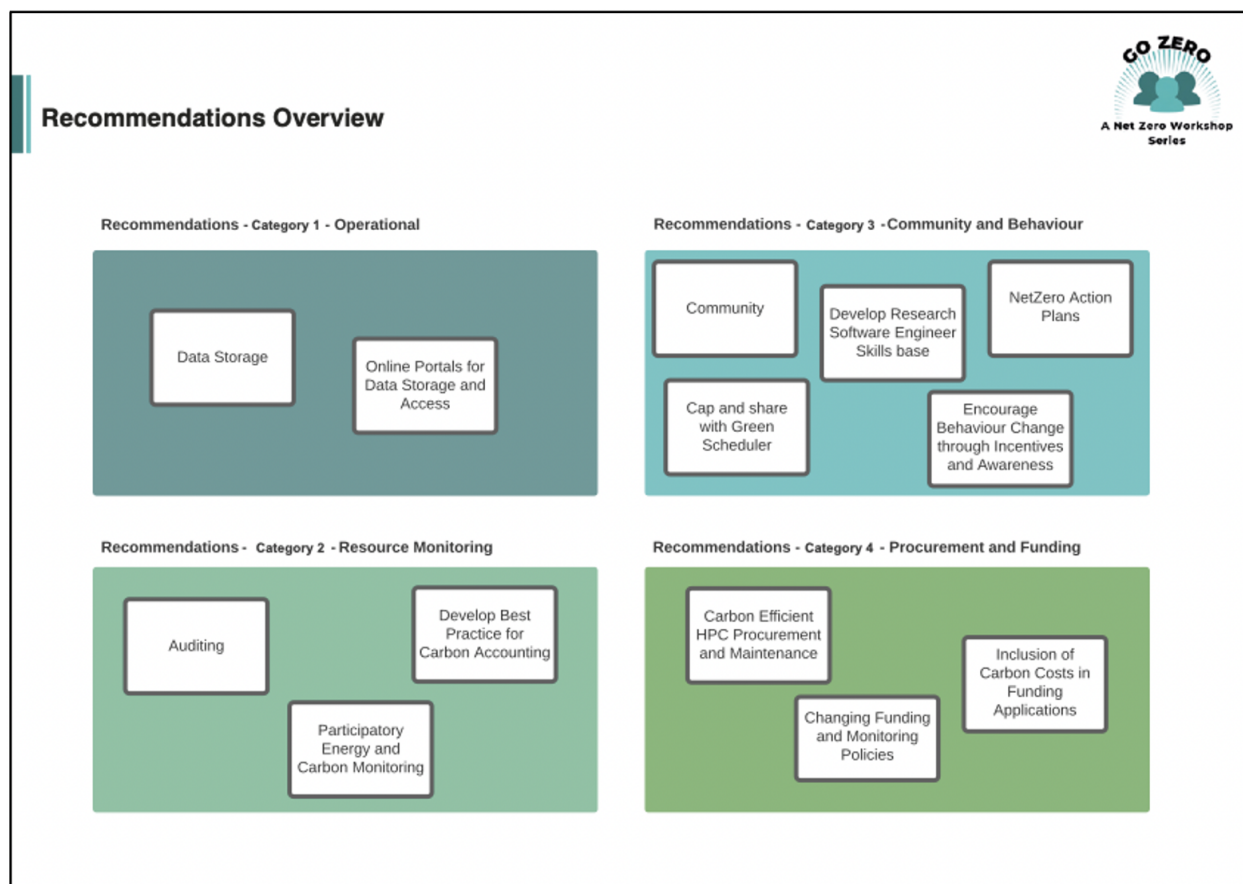 GO ZERO
A Net Zero Workshop
Series
Recommendations Overview
Recommendations - Category 1 - Operational
Data Storage
Online Portals for
Data Storage and
Access
Recommendations - Category 3 - Community and Behaviour
Community
Develop Research
Software Engineer
Skills base
NetZero Action
Plans
Cap and share
with Green
Scheduler
Encourage
Behaviour Change
through Incentives
and Awareness
Recommendations - Category 2 - Resource Monitoring
Auditing
Develop Best
Practice for
Carbon Accounting
Participatory
Energy and
Carbon Monitoring
Recommendations - Category 4 - Procurement and Funding
Carbon Efficient
HPC Procurement
and Maintenance
Changing Funding
and Monitoring
Policies
Inclusion of
Carbon Costs in
Funding
Applications